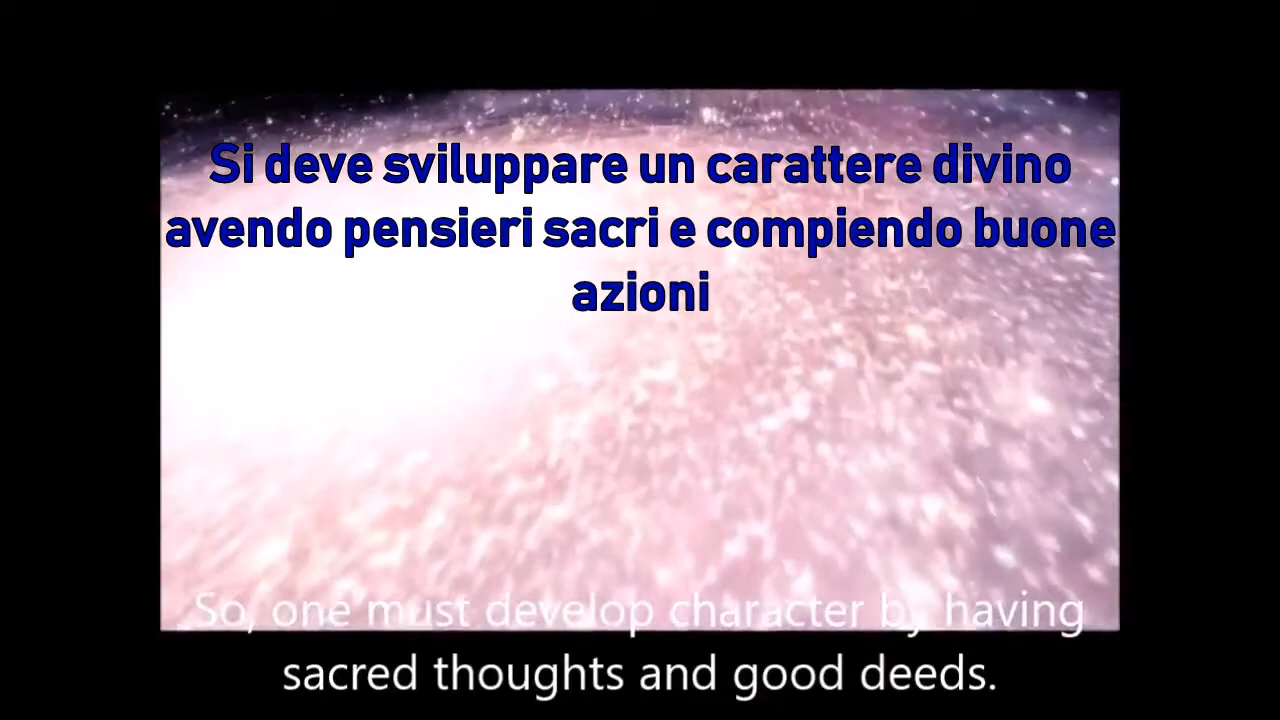 Si deve sviluppare un carattere divino
avendo pensieri sacri e compiendo buone
azioni
So, one must develop character by having
sacred thoughts and good deeds.